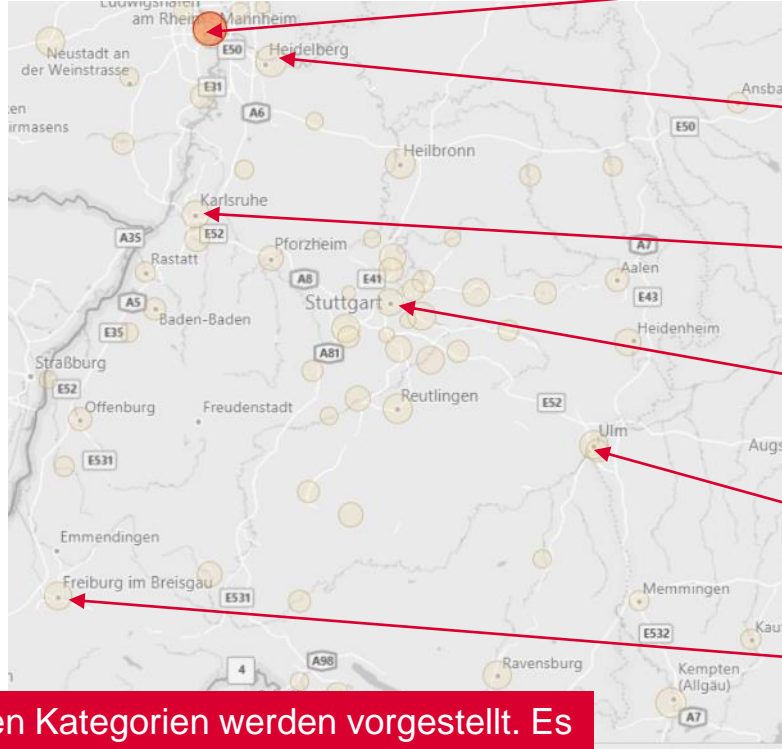 Ludwigshafen
am Rhein Mannheim
E50 Heidelberg
Neustadt an
der Weinstrasse
E31
A6
Ansba
irmasens
E50
Heilbronn
Karlsruhe
A35
E52
Pforzheim
A7
Rastatt
A8
E41
Aalen
A5
Stuttgart
E43
Baden-Baden
E35
Heidenheim
A81
Straßburg
E52
Reutlingen
E52
Offenburg
Freudenstadt
Ulm
Augs
E531
Emmendingen
Freiburg im Breisgau
E531
Memmingen
E532
Kau
A98
4
Ravensburg
Kempten
(Allgäu)
A7
en Kategorien werden vorgestellt. Es